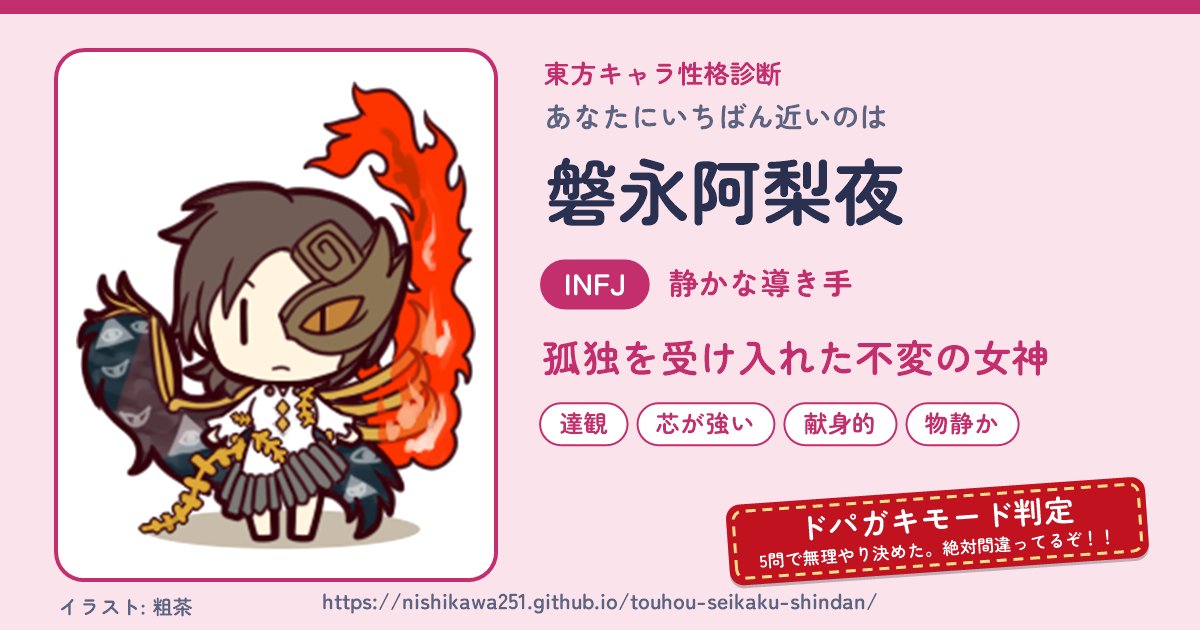 東方キャラ性格診断
あなたにいちばん近いのは
磐永阿梨夜
INFJ 静かな導き手
孤独を受け入れた不変の女神
達観 芯が強い 献身的 物静か
ドパガキモード判定
5問で無理やり決めた。絶対間違ってるぞ！！
イラスト: 粗茶
https://nishikawa251.github.io/touhou-seikaku-shindan/